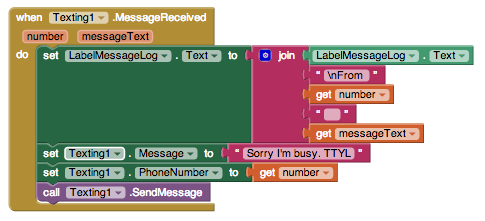 when Texting1 .MessageReceived
number messageText
do set LabelMessageLog . Text to join LabelMessageLog . Text
" \nFrom "
get number
" "
get messageText
set Texting1 . Message to " Sorry I'm busy. TTYL "
set Texting1 . PhoneNumber to get number
call Texting1 .SendMessage